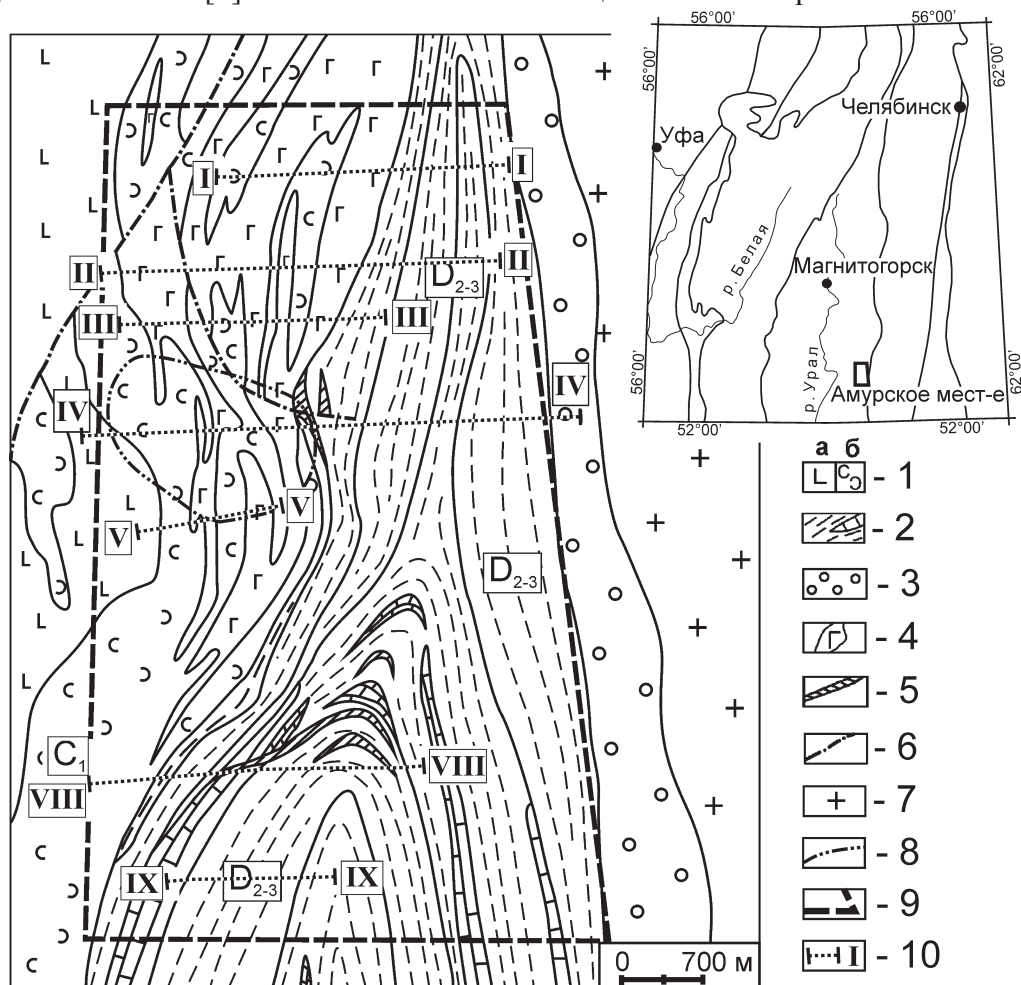 56°00'
56°00'
56°00'
62°00'
Челябинск
Уфа
р. Белая
Магнитогорск
р. Урал
Амурское мест-е
56°00'
62°00'
52°00'
52°00'
I
I
II
II
D2-3
III
III
IV
IV
V
V
D2-3
C1
VIII
VIII
IX
D2-3
IX
0 700 м
а б
L С - 1
- 2
- 3
Г - 4
- 5
- 6
+ - 7
- 8
- 9
I - 10